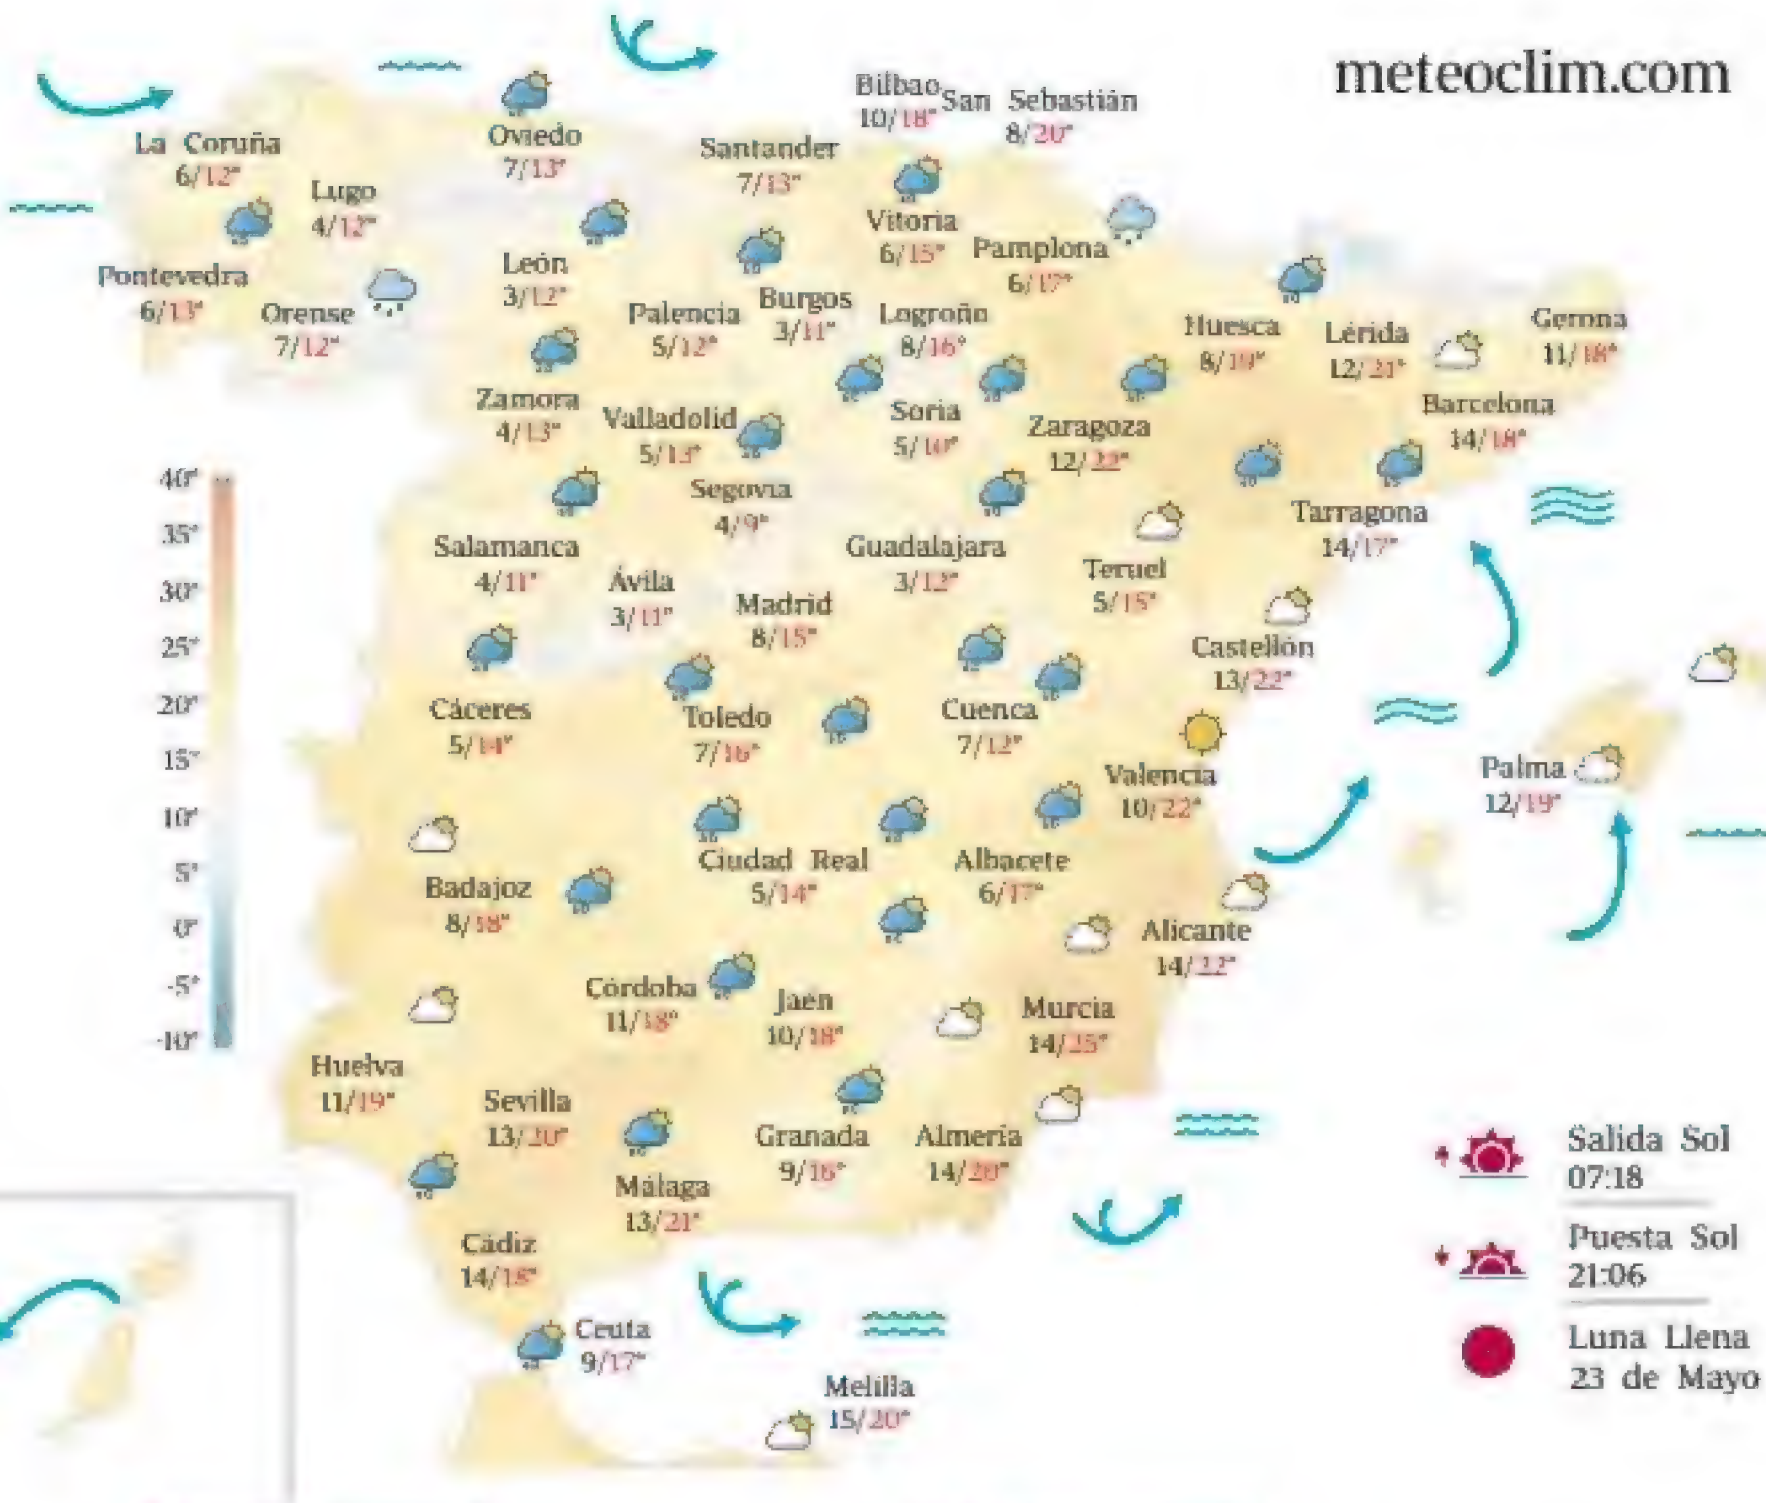 meteoclim.com
Bilbao
10/18°
San Sebastián
8/20°
La Coruña
6/12°
Oviedo
7/13°
Santander
7/13°
Lugo
4/12°
Vitoria
6/15°
Pamplona
6/17°
Pontevedra
6/13°
Orense
7/12°
León
3/12°
Palencia
5/12°
Burgos
3/11°
Logroño
8/16°
Huesca
8/19°
Lérida
12/21°
Gerona
11/18°
Zamora
4/13°
Valladolid
5/13°
Soria
5/10°
Zaragoza
12/22°
Barcelona
14/18°
Segovia
4/9°
Tarragona
14/17°
Salamanca
4/11°
Ávila
3/11°
Madrid
8/15°
Guadalajara
3/12°
Teruel
5/15°
Castellón
13/22°
Cáceres
5/14°
Toledo
7/16°
Cuenca
7/12°
Valencia
10/22°
Palma
12/19°
Badajoz
8/18°
Ciudad Real
5/14°
Albacete
6/17°
Alicante
14/22°
Córdoba
11/18°
Jaén
10/18°
Murcia
14/25°
Huelva
11/19°
Sevilla
13/20°
Granada
9/16°
Almería
14/20°
Málaga
13/21°
Cádiz
14/18°
Ceuta
9/17°
Melilla
15/20°
40°
35°
30°
25°
20°
15°
10°
5°
0°
-5°
-10°
Salida Sol
07:18
Puesta Sol
21:06
Luna Llena
23 de Mayo